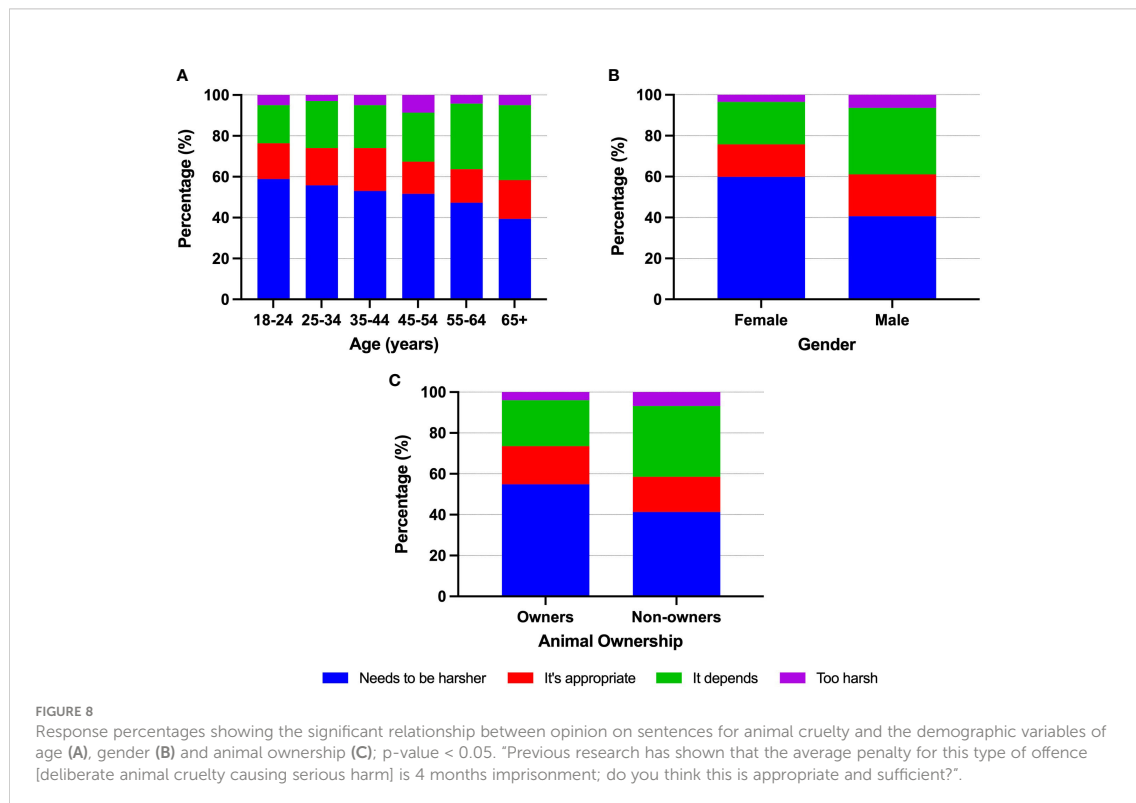 A
Percentage (%)
100
80
60
40
20
0
18-24 25-34 35-44 45-54 55-64 65+
Age (years)
B
Percentage (%)
100
80
60
40
20
0
Female Male
Gender
C
Percentage (%)
100
80
60
40
20
0
Owners Non-owners
Animal Ownership
Needs to be harsher It's appropriate It depends Too harsh
FIGURE 8
Response percentages showing the significant relationship between opinion on sentences for animal cruelty and the demographic variables of
age (A), gender (B) and animal ownership (C); p-value < 0.05. “Previous research has shown that the average penalty for this type of offence
[deliberate animal cruelty causing serious harm] is 4 months imprisonment; do you think this is appropriate and sufficient?”.